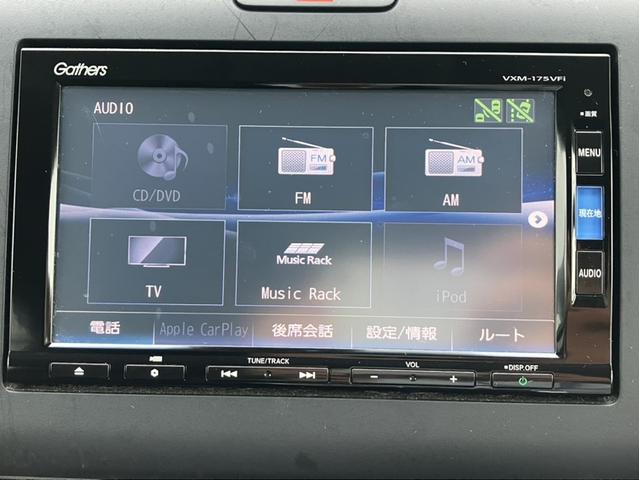 Gathers
VXM-175VFi
AUDIO
画質
MENU
FM
AM
CD/DVD
FM
AM
現在地
TV
Music Rack
Music Rack
iPod
AUDIO
電話
Apple CarPlay
後席会話
設定/情報
ルート
TUNE/TRACK
VOL
DISP.OFF